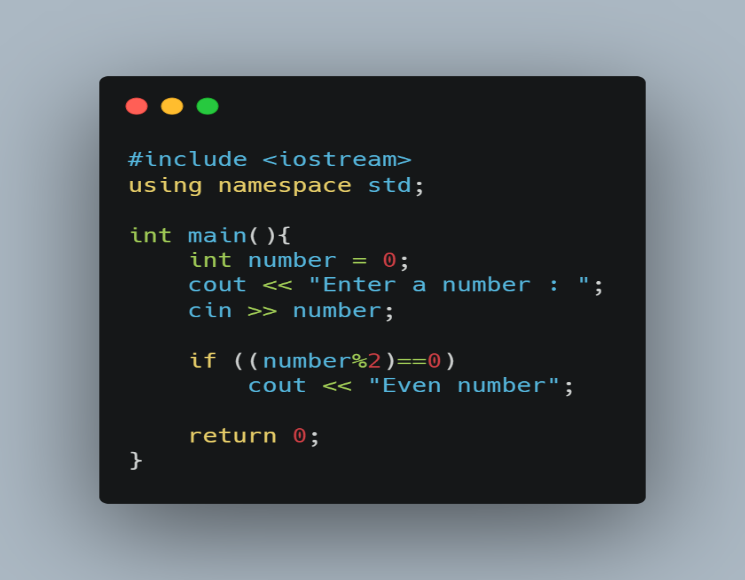 #include <iostream>
using namespace std;
int main(){
int number = 0;
cout << "Enter a number : ";
cin >> number;
if ((number%2)==0)
cout << "Even number";
return 0;
}